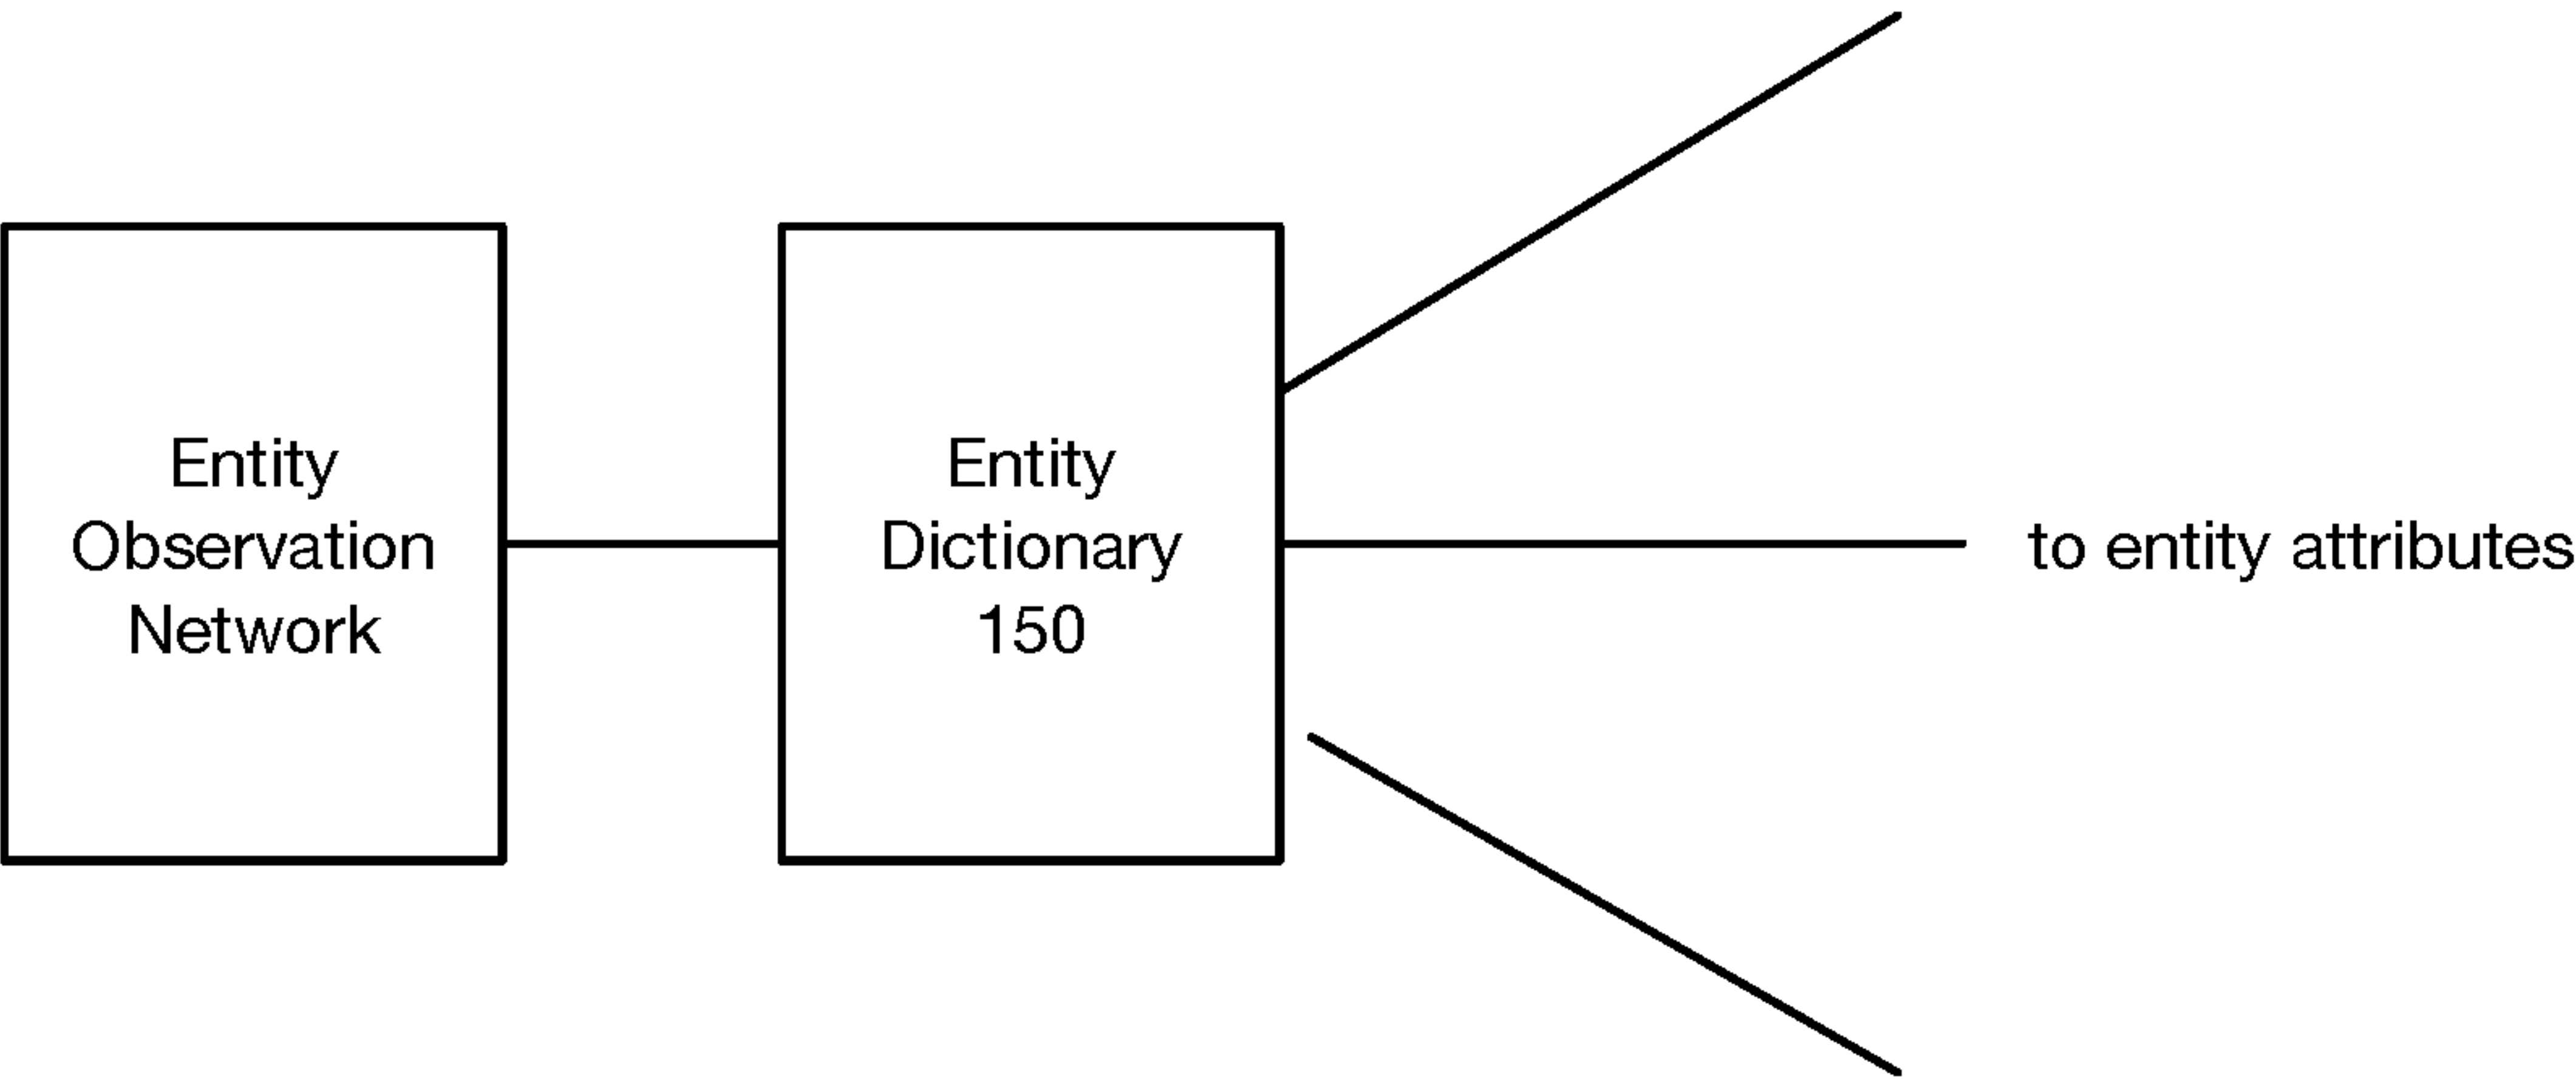 Entity
Observation
Network
Entity
Dictionary
150
to entity attributes